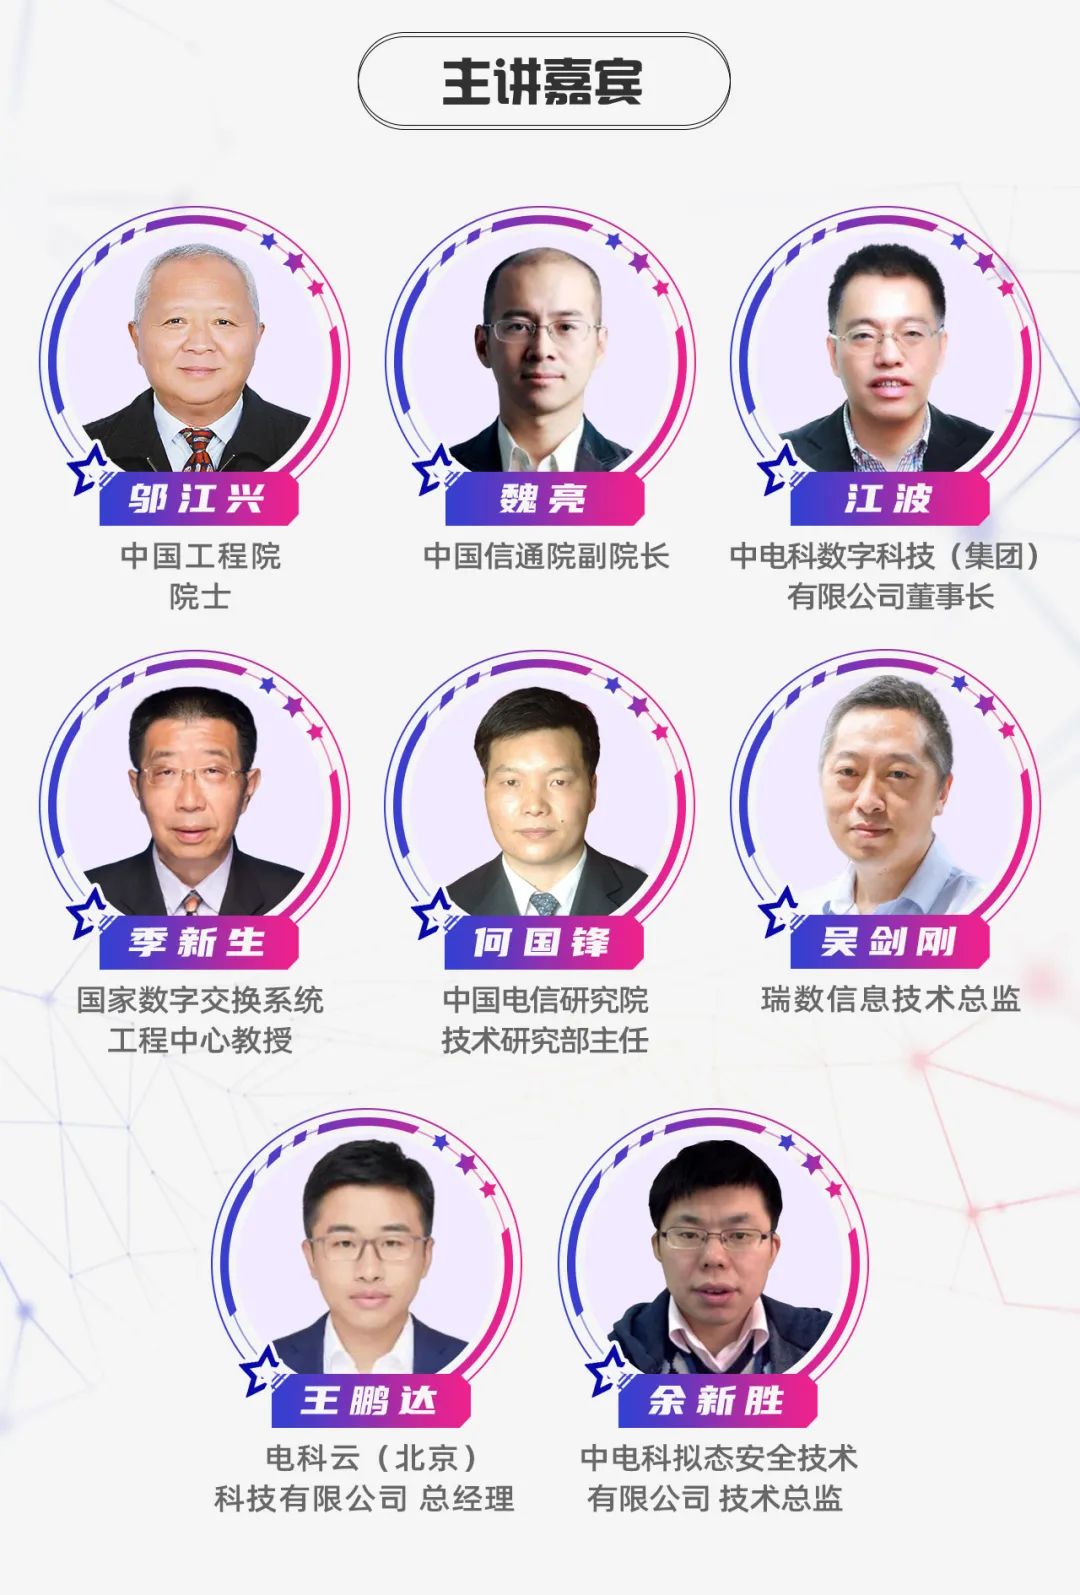 主讲嘉宾
邬江兴
中国工程院
院士
魏亮
中国信通院副院长
江波
中电科数字科技（集团）
有限公司董事长
季新生
国家数字交换系统
工程中心教授
何国锋
中国电信研究院
技术研究部主任
吴剑刚
瑞数信息技术总监
王鹏达
电科云（北京）
科技有限公司 总经理
余新胜
中电科拟态安全技术
有限公司 技术总监